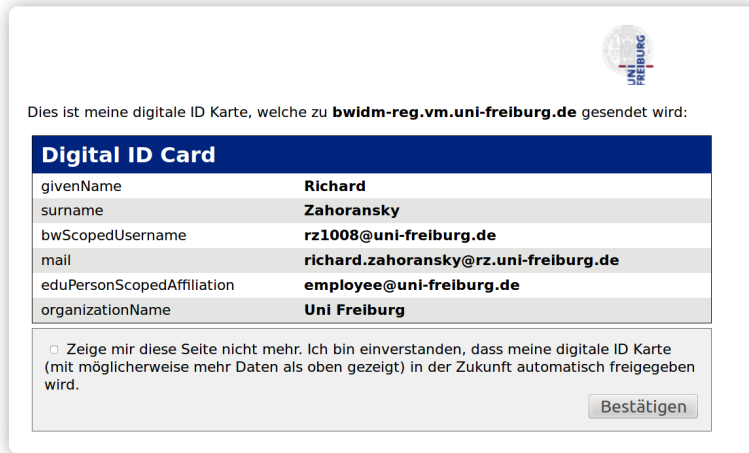 UNI
FREIBURG
Dies ist meine digitale ID Karte, welche zu bwidm-reg.vm.uni-freiburg.de gesendet wird:
Digital ID Card
givenName Richard
surname Zahoransky
bwScopedUsername rz1008@uni-freiburg.de
mail richard.zahoransky@rz.uni-freiburg.de
eduPersonScopedAffiliation employee@uni-freiburg.de
organizationName Uni Freiburg
Zeige mir diese Seite nicht mehr. Ich bin einverstanden, dass meine digitale ID Karte
(mit möglicherweise mehr Daten als oben gezeigt) in der Zukunft automatisch freigegeben
wird.
Bestätigen